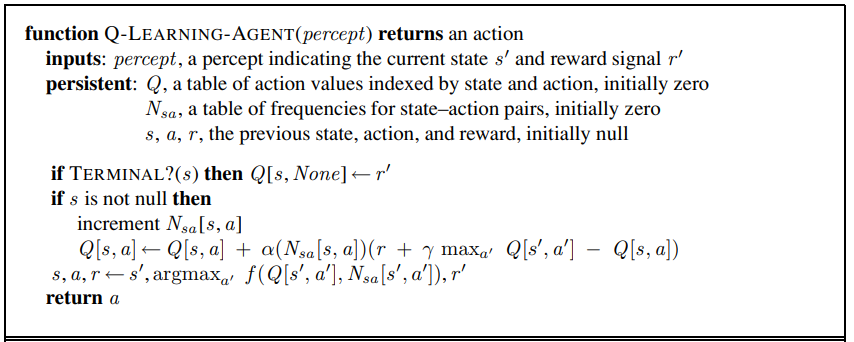 function Q-LEARNING-AGENT(percept) returns an action
inputs: percept, a percept indicating the current state s′ and reward signal r′
persistent: Q, a table of action values indexed by state and action, initially zero
N_sa, a table of frequencies for state–action pairs, initially zero
s, a, r, the previous state, action, and reward, initially null
if TERMINAL?(s) then Q[s, None] ← r′
if s is not null then
increment N_sa[s, a]
Q[s, a] ← Q[s, a] + α(N_sa[s, a])(r + γ max_a′ Q[s′, a′] − Q[s, a])
s, a, r ← s′, argmax_a′ f(Q[s′, a′], N_sa[s′, a′]), r′
return a